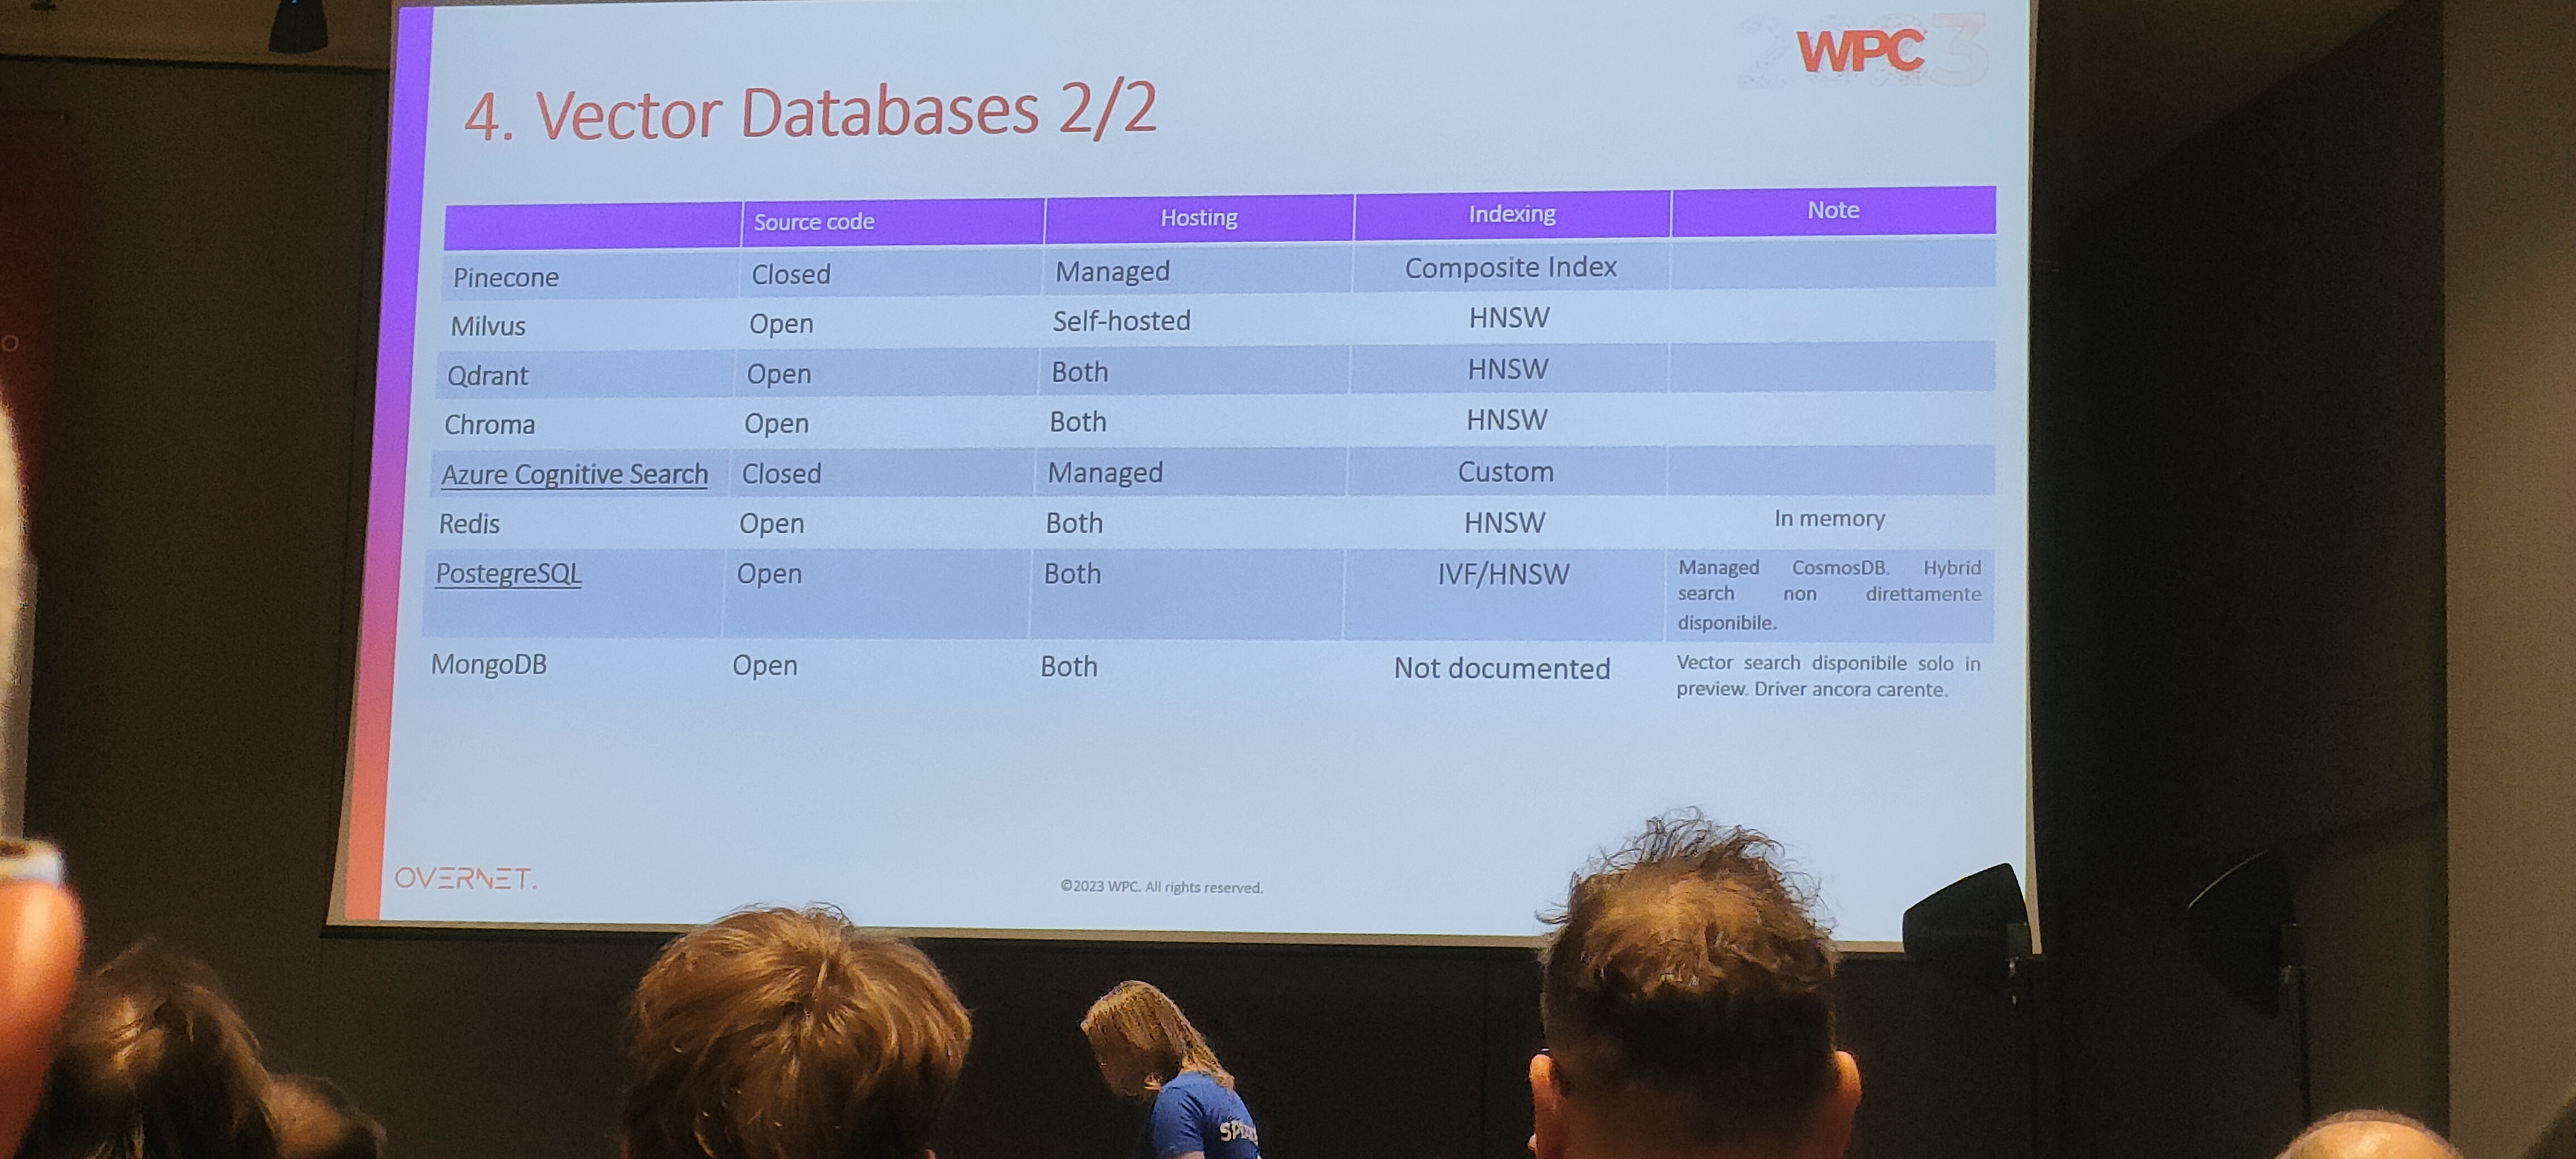 WPC
4. Vector Databases 2/2
Source code Hosting Indexing Note
Pinecone Closed Managed Composite Index
Milvus Open Self-hosted HNSW
Qdrant Open Both HNSW
Chroma Open Both HNSW
Azure Cognitive Search Closed Managed Custom
Redis Open Both HNSW In memory
PostegreSQL Open Both IVF/HNSW Managed CosmosDB. Hybrid
search non direttamente
disponibile.
MongoDB Open Both Not documented Vector search disponibile solo in
preview. Driver ancora carente.
OVERNET.
©2023 WPC. All rights reserved.